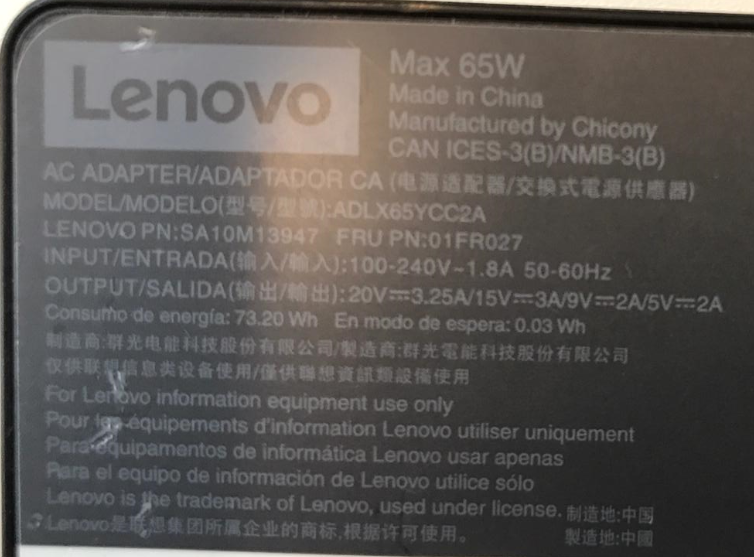 Lenovo
Max 65W
Made in China
Manufactured by Chicony
CAN ICES-3(B)/NMB-3(B)
AC ADAPTER/ADAPTADOR CA (电源适配器/交換式電源供應器)
MODEL/MODELO(型号/型號):ADLX65YCC2A
LENOVO PN:SA10M13947 FRU PN:01FR027
INPUT/ENTRADA(输入/輸入):100-240V~1.8A 50-60Hz
OUTPUT/SALIDA(输出/輸出):20V⎓3.25A/15V⎓3A/9V⎓2A/5V⎓2A
Consumo de energía: 73.20 Wh En modo de espera: 0.03 Wh
制造商:群光电能科技股份有限公司/製造商:群光電能科技股份有限公司
仅供联想信息类设备使用/僅供聯想資訊類設備使用
For Lenovo information equipment use only
Pour les équipements d'information Lenovo utiliser uniquement
Para equipamentos de informática Lenovo usar apenas
Para el equipo de información de Lenovo utilice sólo
Lenovo is the trademark of Lenovo, used under license. 制造地:中国
Lenovo是联想集团所属企业的商标,根据许可使用。 製造地:中國